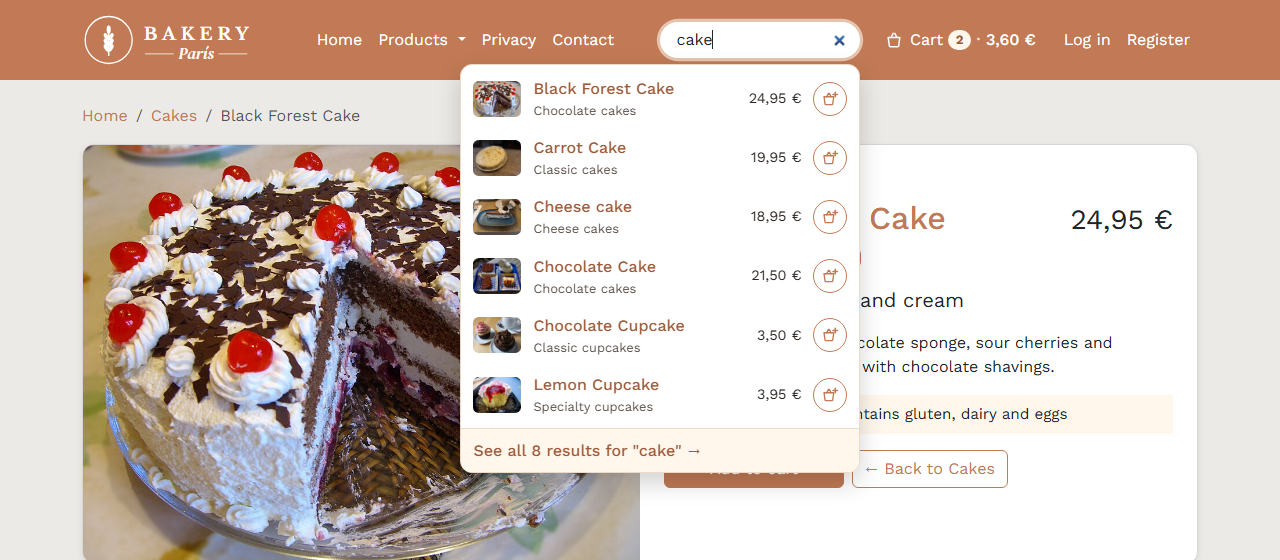 BAKERY
París
Home
Products
Privacy
Contact
cake
Cart 2 · 3,60 €
Log in
Register
Home / Cakes / Black Forest Cake
Black Forest Cake
Chocolate cakes
24,95 €
Carrot Cake
Classic cakes
19,95 €
Cheese cake
Cheese cakes
18,95 €
Chocolate Cake
Chocolate cakes
21,50 €
Chocolate Cupcake
Classic cupcakes
3,50 €
Lemon Cupcake
Specialty cupcakes
3,95 €
See all 8 results for "cake" →
Cake
24,95 €
and cream
sponge, sour cherries and
with chocolate shavings.
gluten, dairy and eggs
← Back to Cakes